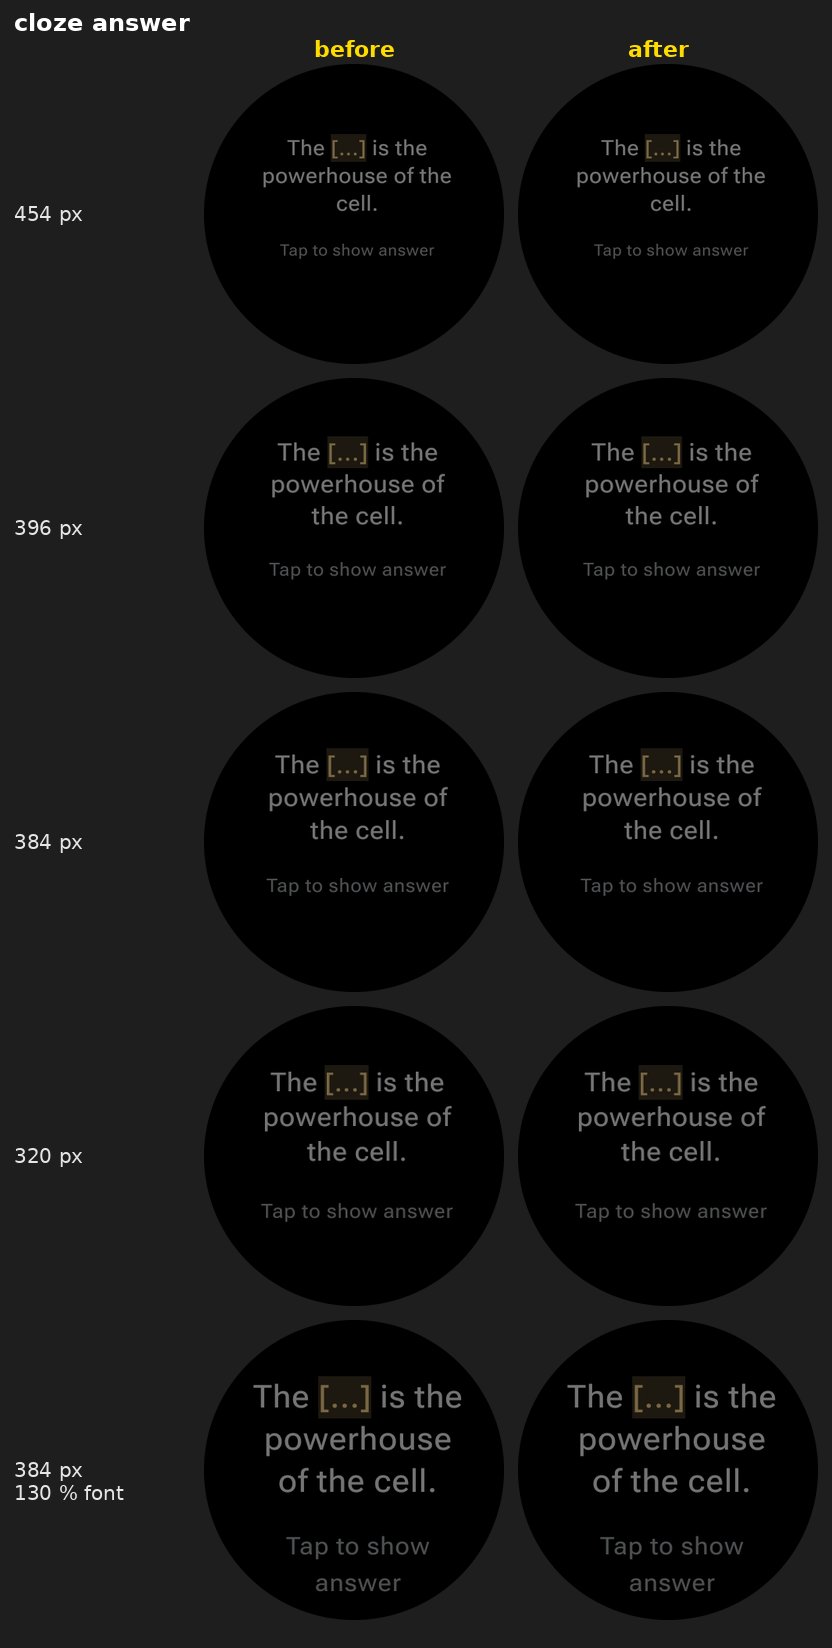 cloze answer
before after
The [...] is the
powerhouse of the
cell.
Tap to show answer
The [...] is the
powerhouse of the
cell.
Tap to show answer
454 px
The [...] is the
powerhouse of
the cell.
Tap to show answer
The [...] is the
powerhouse of
the cell.
Tap to show answer
396 px
The [...] is the
powerhouse of
the cell.
Tap to show answer
The [...] is the
powerhouse of
the cell.
Tap to show answer
384 px
The [...] is the
powerhouse of
the cell.
Tap to show answer
The [...] is the
powerhouse of
the cell.
Tap to show answer
320 px
The [...] is the
powerhouse
of the cell.
Tap to show
answer
The [...] is the
powerhouse
of the cell.
Tap to show
answer
384 px
130 % font